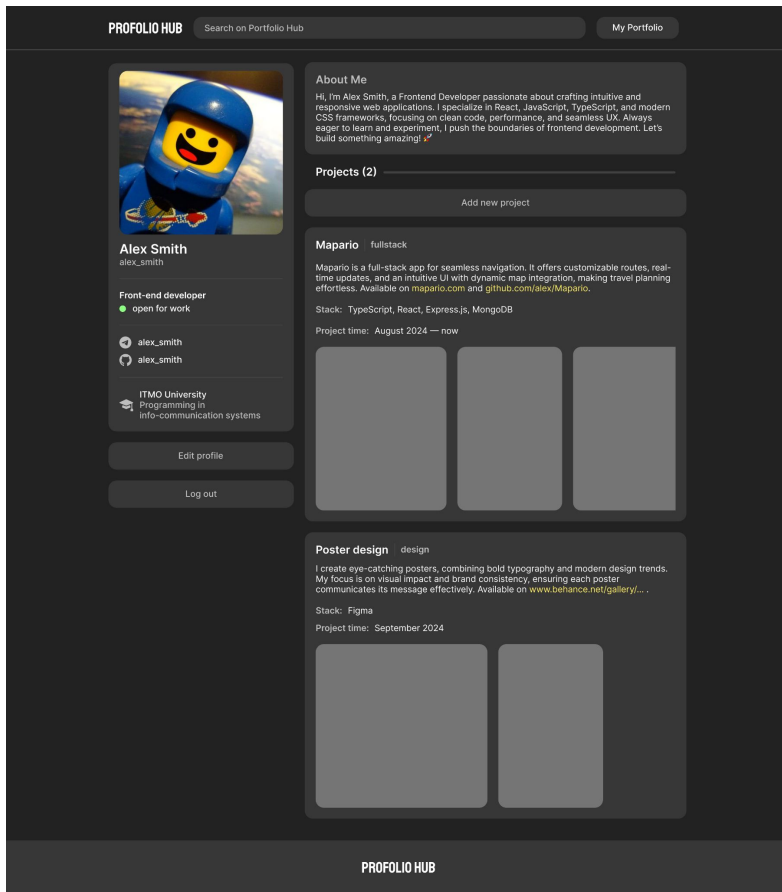 PROFOLIO HUB
Search on Portfolio Hub
My Portfolio
Alex Smith
alex_smith
Front-end developer
open for work
alex_smith
alex_smith
ITMO University
Programming in
info-communication systems
Edit profile
Log out
About Me
Hi, I'm Alex Smith, a Frontend Developer passionate about crafting intuitive and
responsive web applications. I specialize in React, JavaScript, TypeScript, and modern
CSS frameworks, focusing on clean code, performance, and seamless UX. Always
eager to learn and experiment, I push the boundaries of frontend development. Let's
build something amazing! 🚀
Projects (2)
Add new project
Mapario fullstack
Mapario is a full-stack app for seamless navigation. It offers customizable routes, real-
time updates, and an intuitive UI with dynamic map integration, making travel planning
effortless. Available on mapario.com and github.com/alex/Mapario.
Stack: TypeScript, React, Express.js, MongoDB
Project time: August 2024 — now
Poster design design
I create eye-catching posters, combining bold typography and modern design trends.
My focus is on visual impact and brand consistency, ensuring each poster
communicates its message effectively. Available on www.behance.net/gallery/... .
Stack: Figma
Project time: September 2024
PROFOLIO HUB